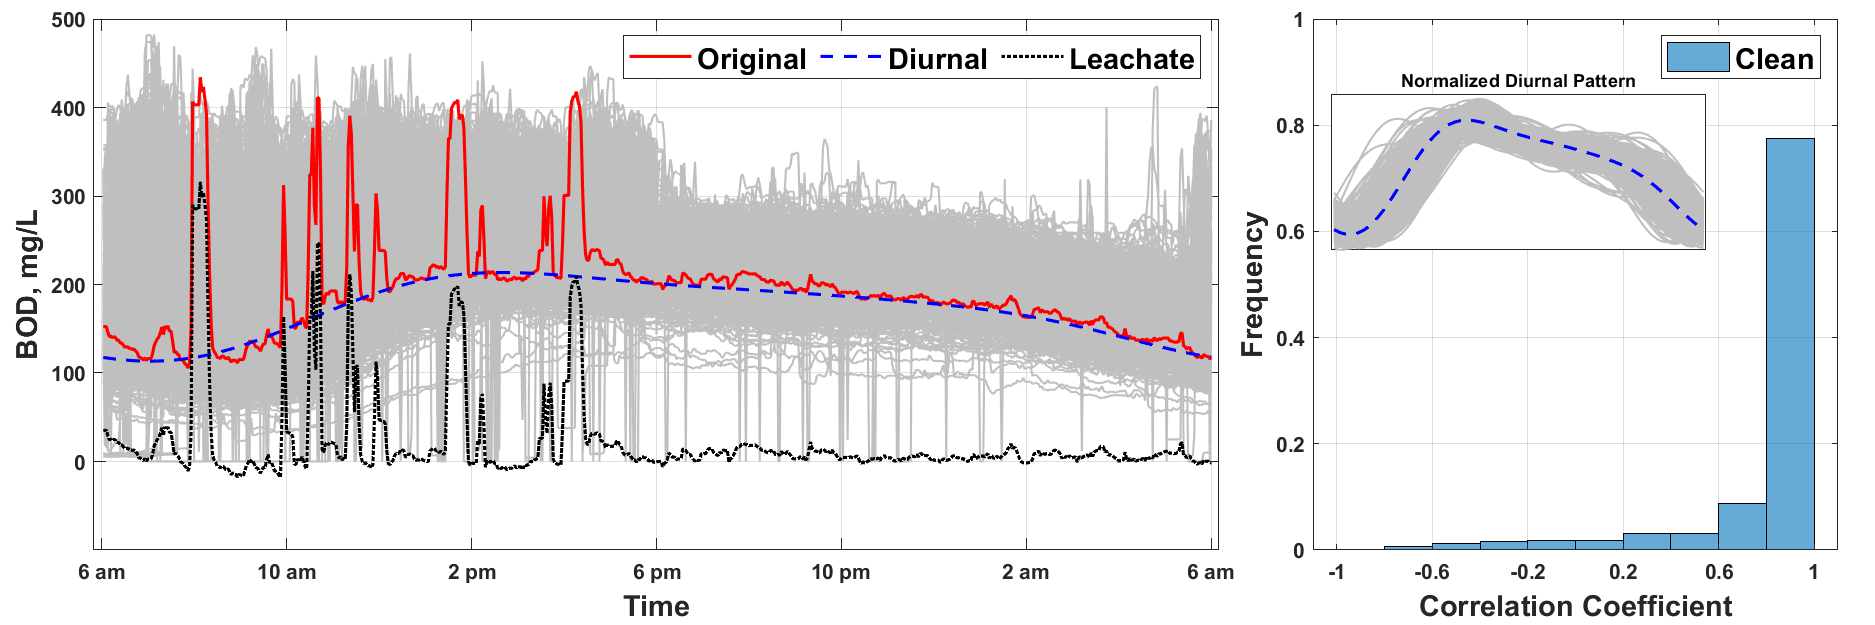 500
400
300
200
100
0
BOD, mg/L
Original
Diurnal
Leachate
6 am
10 am
2 pm
6 pm
10 pm
2 am
6 am
Time
1
0.8
0.6
0.4
0.2
0
Frequency
Clean
Normalized Diurnal Pattern
-1
-0.6
-0.2
0.2
0.6
1
Correlation Coefficient